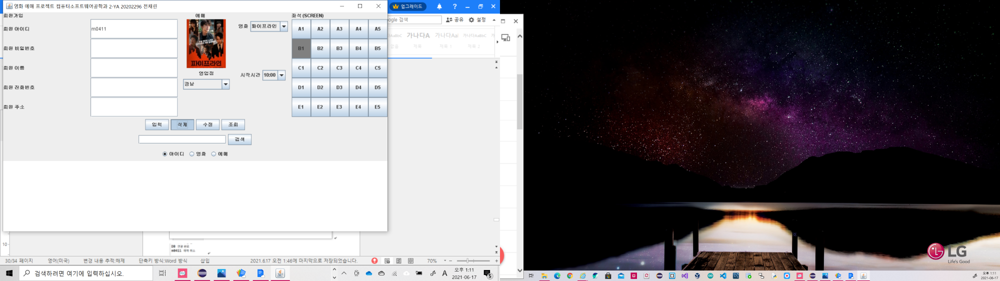 영화 예매 프로젝트 컴퓨터소프트웨어공학과 2-YA 20202296 전채린
업그레이드
회원가입
예매
좌석 (SCREEN)
회원 아이디
m0411
영화
파이프라인
A1 A2 A3 A4 A5
회원 비밀번호
B1 B2 B3 B4 B5
회원 이름
파이프라인
C1 C2 C3 C4 C5
영업점
시작시간
10:00
회원 전화번호
강남
D1 D2 D3 D4 D5
회원 주소
E1 E2 E3 E4 E5
입력 삭제 수정 조회
검색
아이디 영화 예매
ogle 검색
공유
설정
가나다A
가나다Aa
가나다AaBbC
제목
제목 1
제목 2
10
DB 연결 완료
m0411 예매 취소
30/34 페이지
영어(미국)
변경 내용 추적:해제
단축키 방식:Word 방식
삽입
2021.6.17 오전 1:46에 마지막으로 저장되었습니다.
70%
검색하려면 여기에 입력하십시오.
A
오후 1:11
2021-06-17
5
LG
Life's Good
오후 1:11
2021-06-17